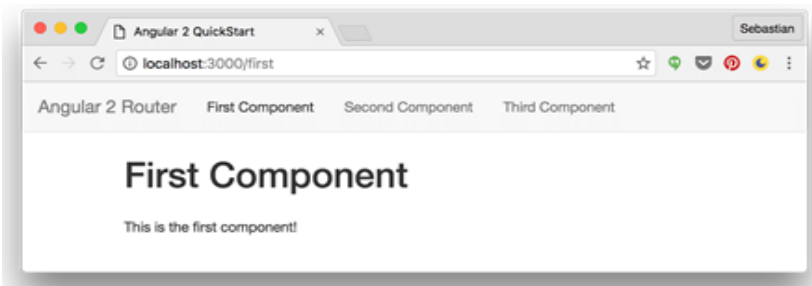 Angular 2 QuickStart
Sebastian
localhost:3000/first
Angular 2 Router First Component Second Component Third Component
First Component
This is the first component!